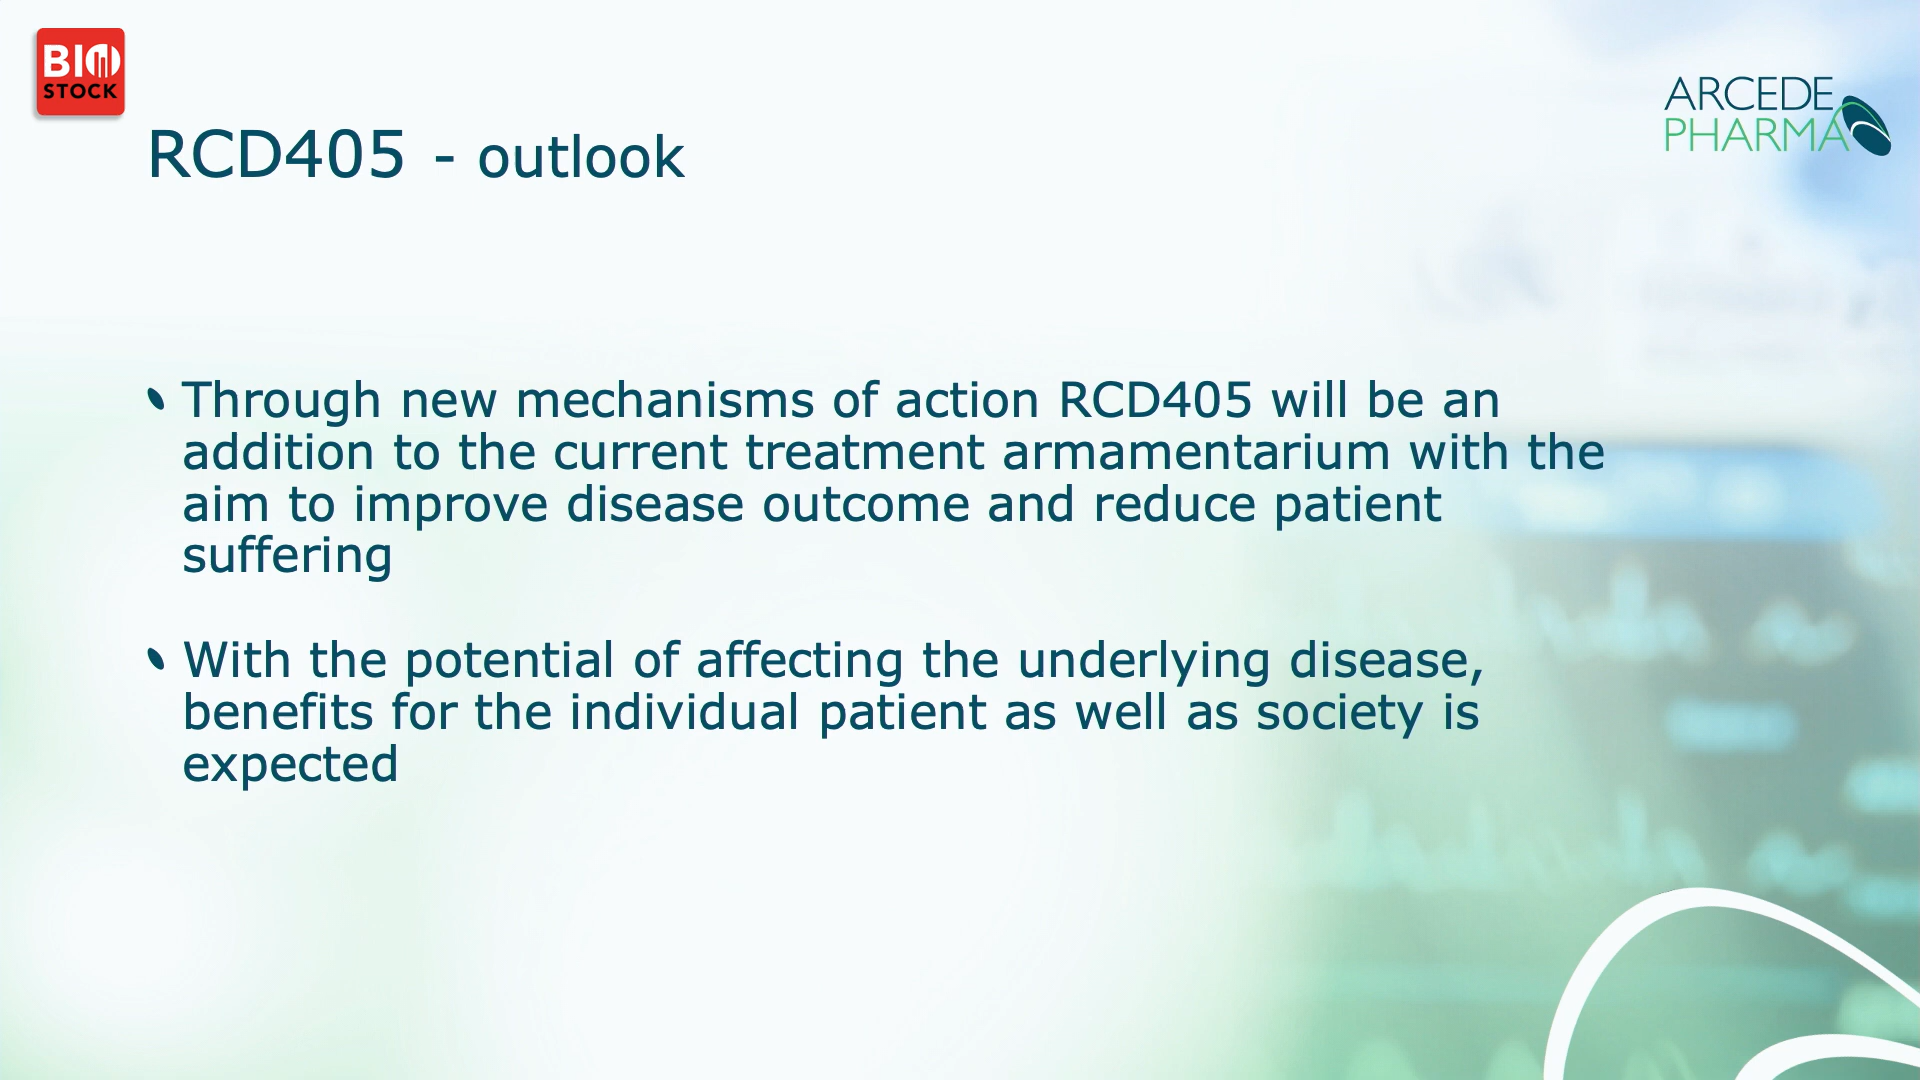 BIO
STOCK
ARCEDE
PHARMA
RCD405 - outlook
Through new mechanisms of action RCD405 will be an
addition to the current treatment armamentarium with the
aim to improve disease outcome and reduce patient
suffering
With the potential of affecting the underlying disease,
benefits for the individual patient as well as society is
expected